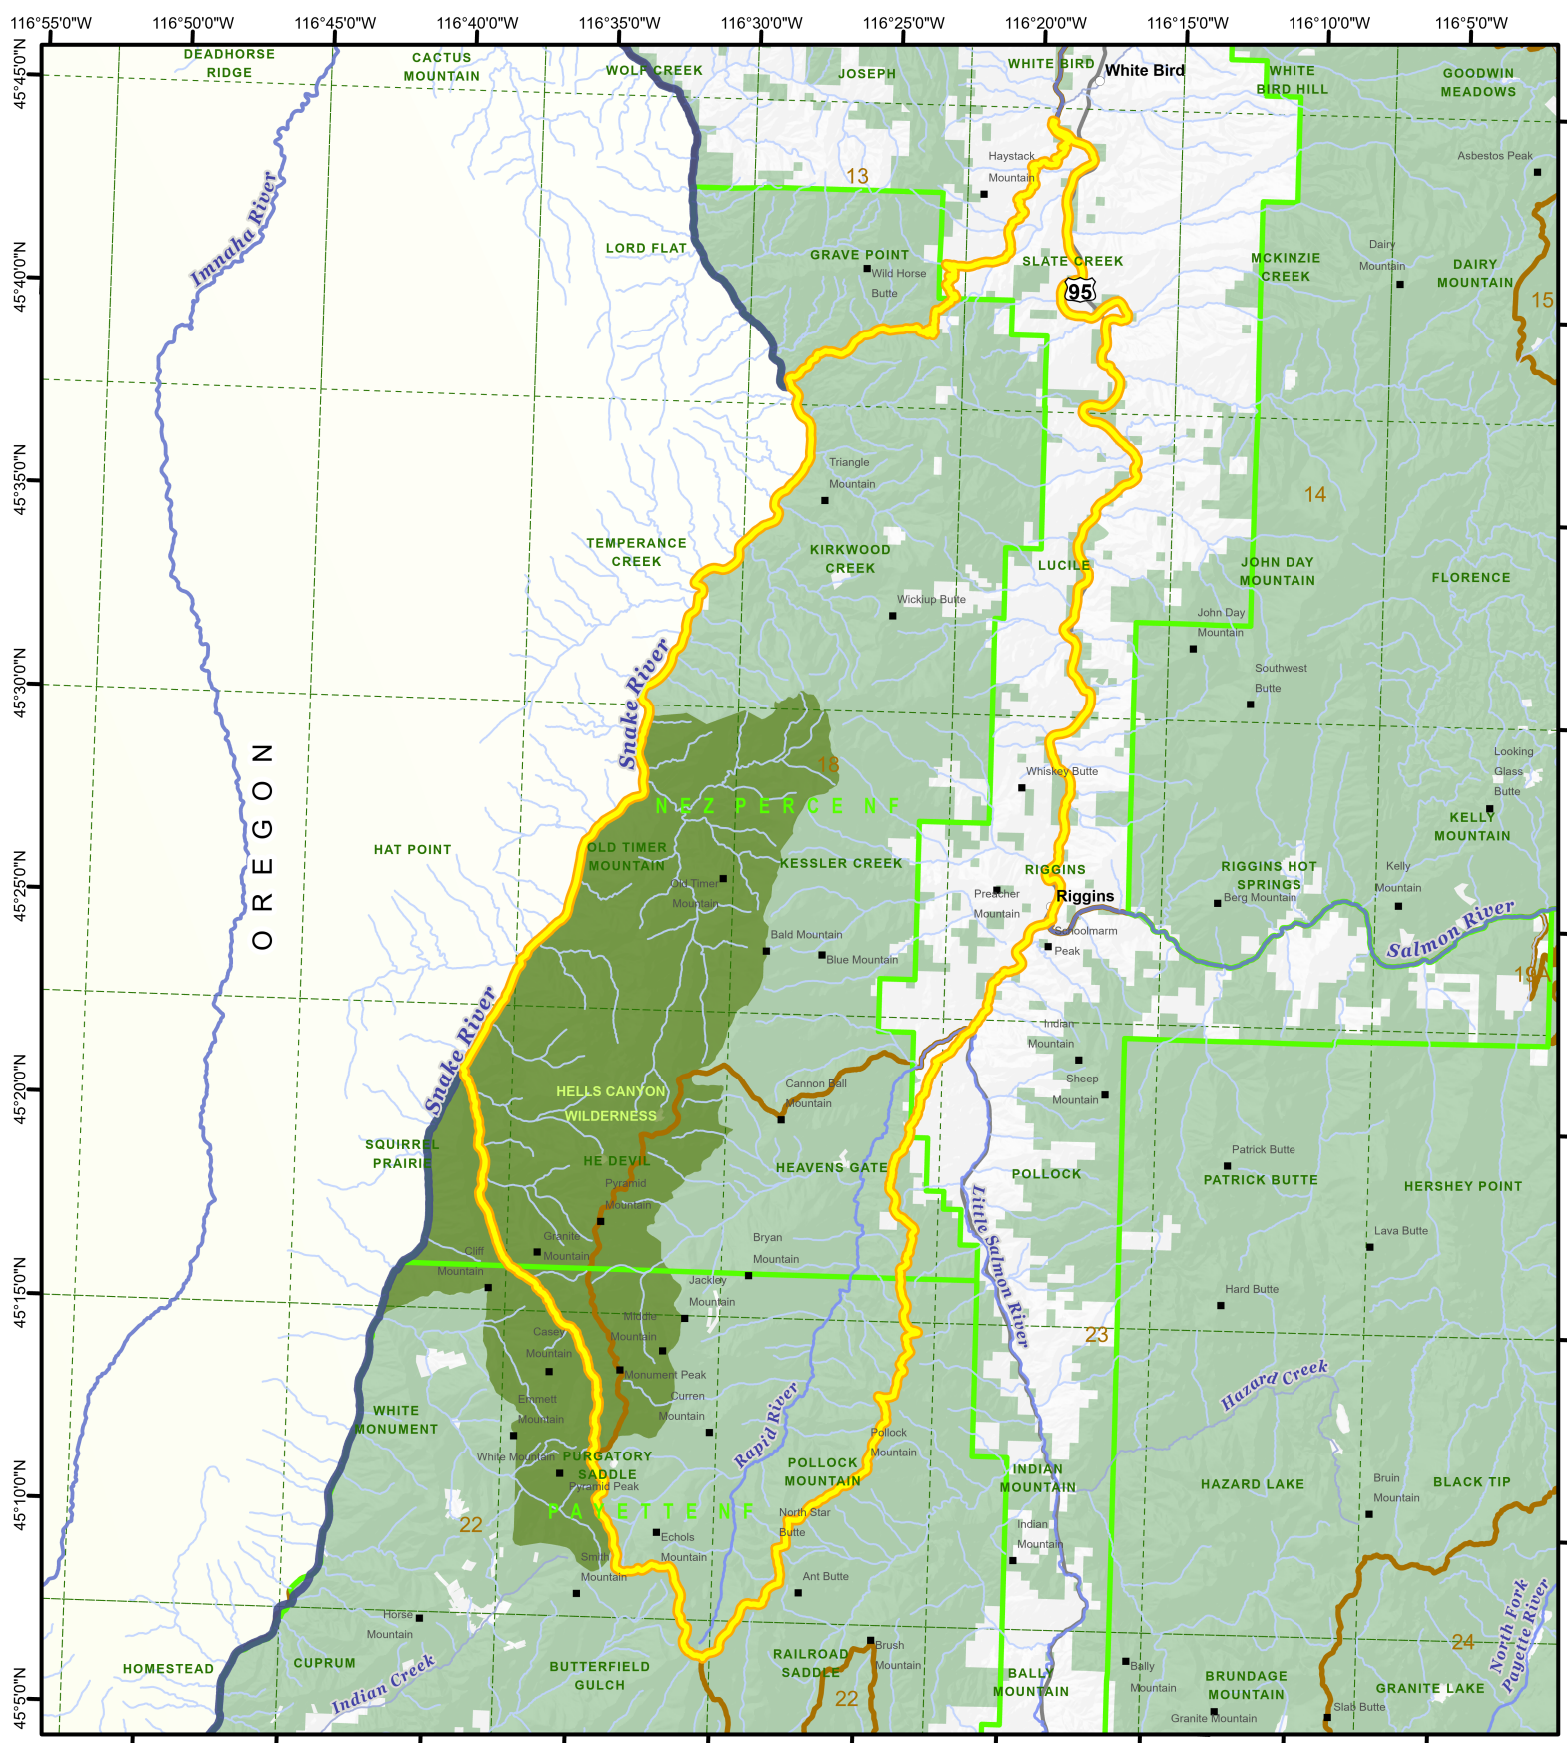 116°55'0"W
116°50'0"W
116°45'0"W
116°40'0"W
116°35'0"W
116°30'0"W
116°25'0"W
116°20'0"W
116°15'0"W
116°10'0"W
116°5'0"W
45°45'0"N
45°40'0"N
45°35'0"N
45°30'0"N
45°25'0"N
45°20'0"N
45°15'0"N
45°10'0"N
45°5'0"N
DEADHORSE
RIDGE
CACTUS
MOUNTAIN
WOLF CREEK
JOSEPH
WHITE BIRD
White Bird
WHITE
BIRD HILL
GOODWIN
MEADOWS
Haystack
Mountain
Asbestos Peak
13
Imnaha River
LORD FLAT
GRAVE POINT
Wild Horse
Butte
SLATE CREEK
95
MCKINZIE
CREEK
Dairy
Mountain
DAIRY
MOUNTAIN
15
Triangle
Mountain
14
TEMPERANCE
CREEK
KIRKWOOD
CREEK
LUCILE
JOHN DAY
MOUNTAIN
FLORENCE
Wickiup Butte
John Day
Mountain
Southwest
Butte
Snake River
OREGON
18
NEZ PERCE NF
Whiskey Butte
Looking
Glass
Butte
KELLY
MOUNTAIN
HAT POINT
OLD TIMER
MOUNTAIN
Old Timer
Mountain
KESSLER CREEK
RIGGINS
Riggins
Preacher
Mountain
RIGGINS HOT
SPRINGS
Berg Mountain
Kelly
Mountain
Bald Mountain
Blue Mountain
Schoolmarm
Peak
Salmon River
19A
Snake River
Indian
Mountain
Sheep
Mountain
HELLS CANYON
WILDERNESS
Cannon Ball
Mountain
SQUIRREL
PRAIRIE
HE DEVIL
Pyramid
Mountain
HEAVENS GATE
POLLOCK
Patrick Butte
PATRICK BUTTE
HERSHEY POINT
Little Salmon River
Cliff
Mountain
Granite
Mountain
Bryan
Mountain
Lava Butte
Jackley
Mountain
Hard Butte
Middle
Mountain
Casey
Mountain
23
Monument Peak
Emmett
Mountain
Curren
Mountain
Hazard Creek
WHITE
MONUMENT
Rapid River
Pollock
Mountain
White Mountain
PURGATORY
SADDLE
Pyramid Peak
POLLOCK
MOUNTAIN
INDIAN
MOUNTAIN
HAZARD LAKE
Bruin
Mountain
BLACK TIP
PAYETTE NF
22
North Star
Butte
Echols
Mountain
Indian
Mountain
Smith
Mountain
Ant Butte
Horse
Mountain
HOMESTEAD
CUPRUM
Indian Creek
BUTTERFIELD
GULCH
RAILROAD
SADDLE
Brush
Mountain
22
BALLY
MOUNTAIN
Bally
Mountain
BRUNDAGE
MOUNTAIN
Granite Mountain
Slab Butte
GRANITE LAKE
24
North Fork
Payette River